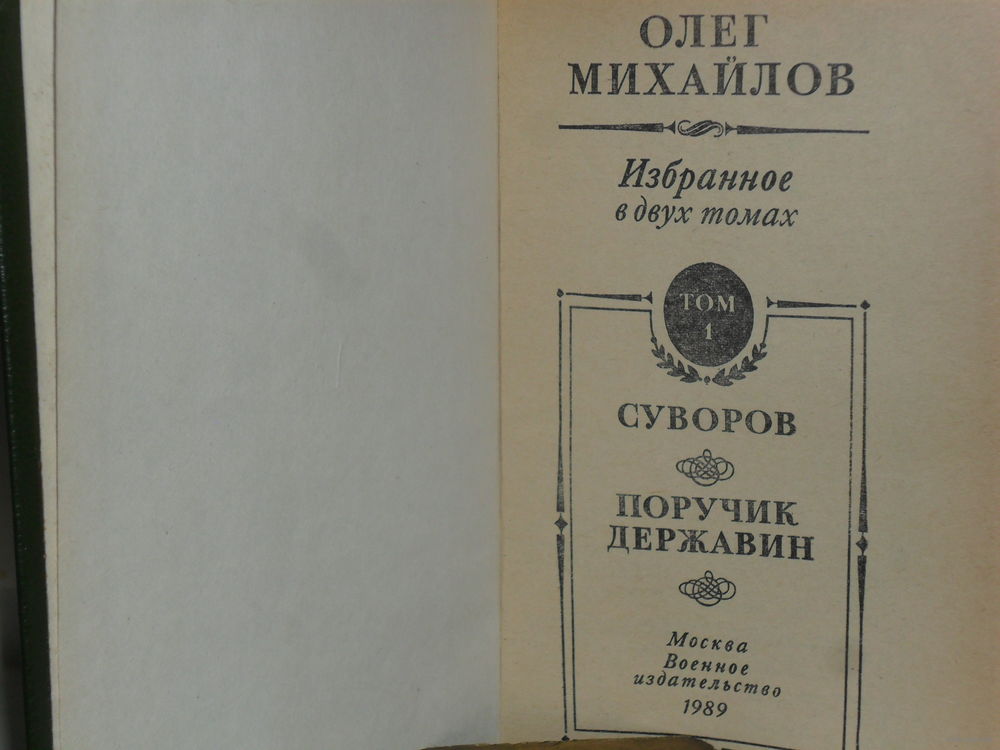 ОЛЕГ
МИХАЙЛОВ
Избранное
в двух томах
ТОМ
1
СУВОРОВ
ПОРУЧИК
ДЕРЖАВИН
Москва
Военное
издательство
1989